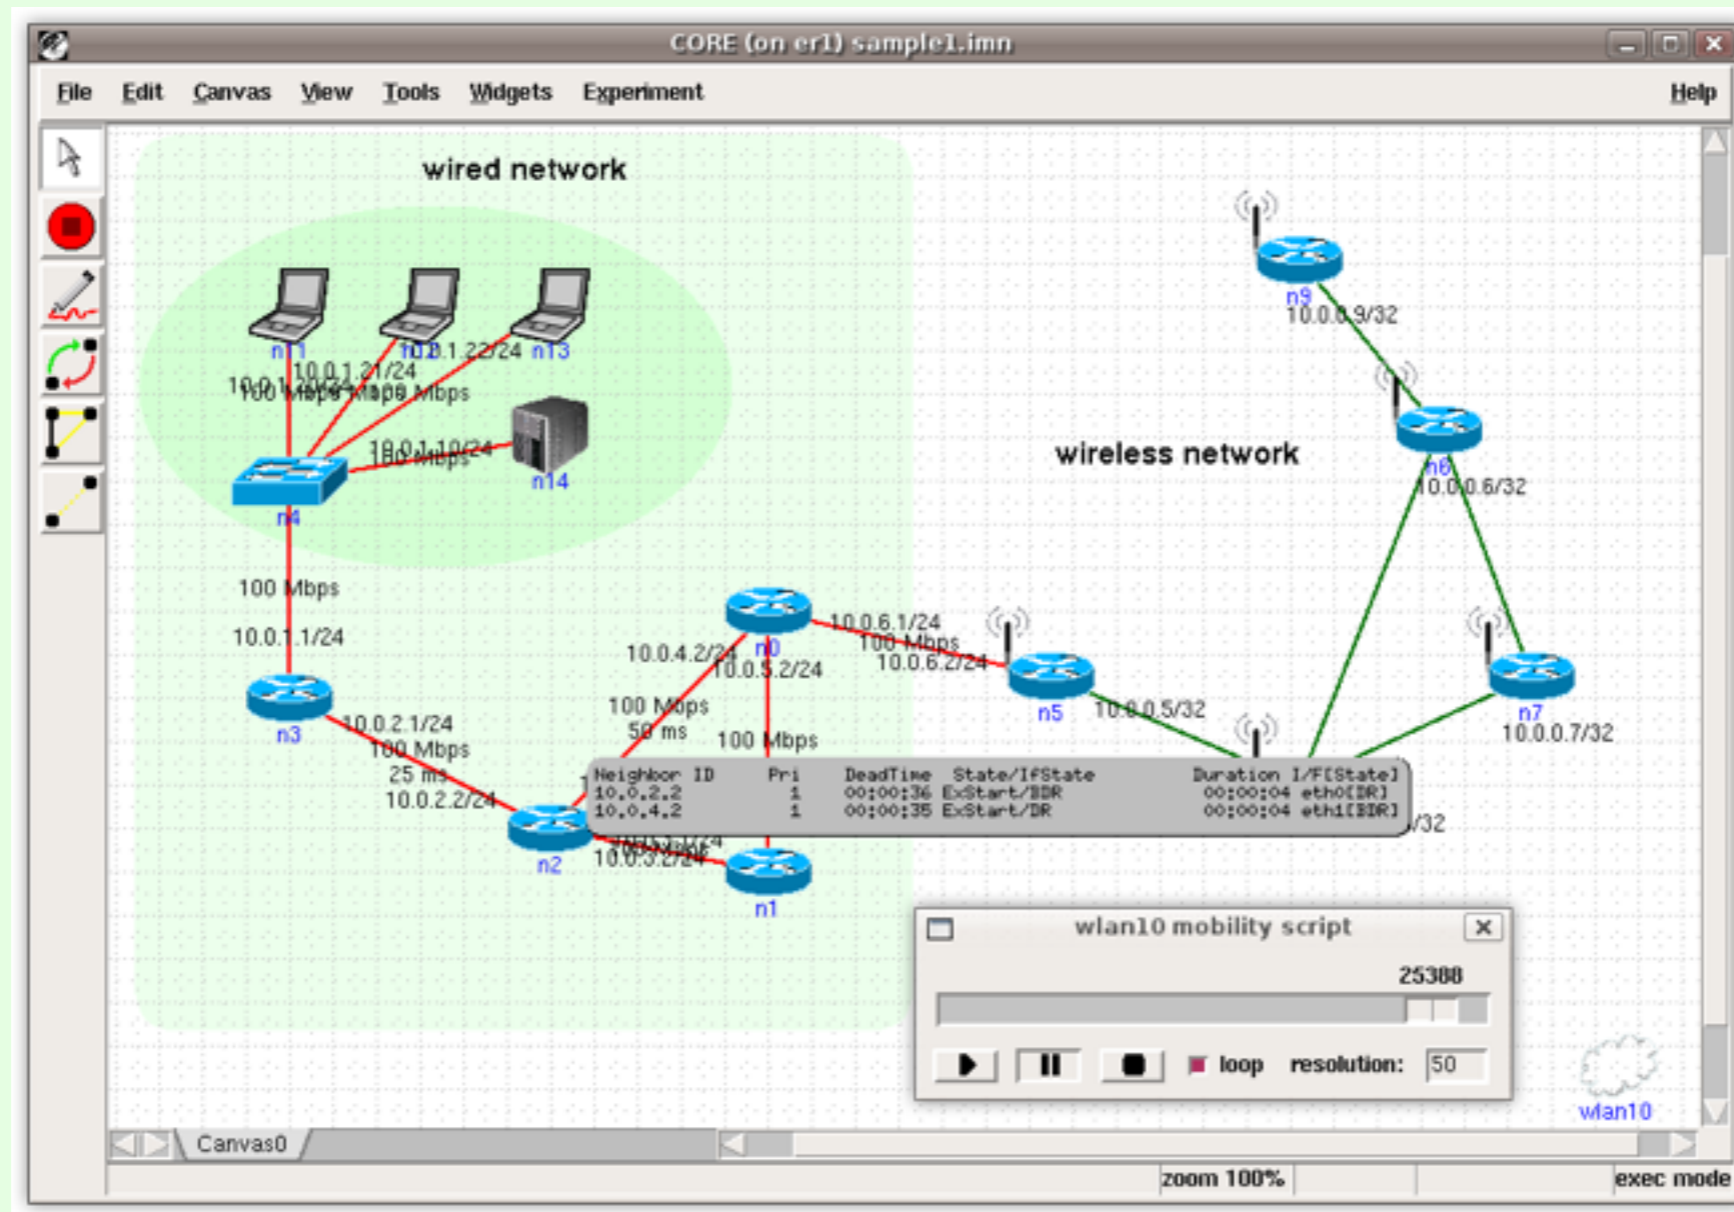 CORE (on er1) sample1.imn
File Edit Canvas View Tools Widgets Experiment Help
wired network
n9
10.0.0.9/32
n11
n13
10.0.1.21/24
100 Mbps
wireless network
n6
10.0.0.6/32
10.0.1.10/24
100 Mbps
n14
n4
100 Mbps
10.0.1.1/24
n0
10.0.6.1/24
100 Mbps
10.0.6.2/24
10.0.4.2/24
10.0.5.2/24
n3
10.0.2.1/24
100 Mbps
25 ms
10.0.2.2/24
100 Mbps
50 ms
100 Mbps
n5
10.0.0.5/32
n7
10.0.0.7/32
Neighbor ID Pri DeadTime State/IfState Duration I/F[State]
10.0.2.2 1 00:00:36 ExStart/BDR 00:00:04 eth0[DR]
10.0.4.2 1 00:00:35 ExStart/DR 00:00:04 eth1[BDR]
/32
10.0.3.2/24
n2
n1
wlan10 mobility script
25388
loop resolution: 50
wlan10
Canvas0
zoom 100% exec mode